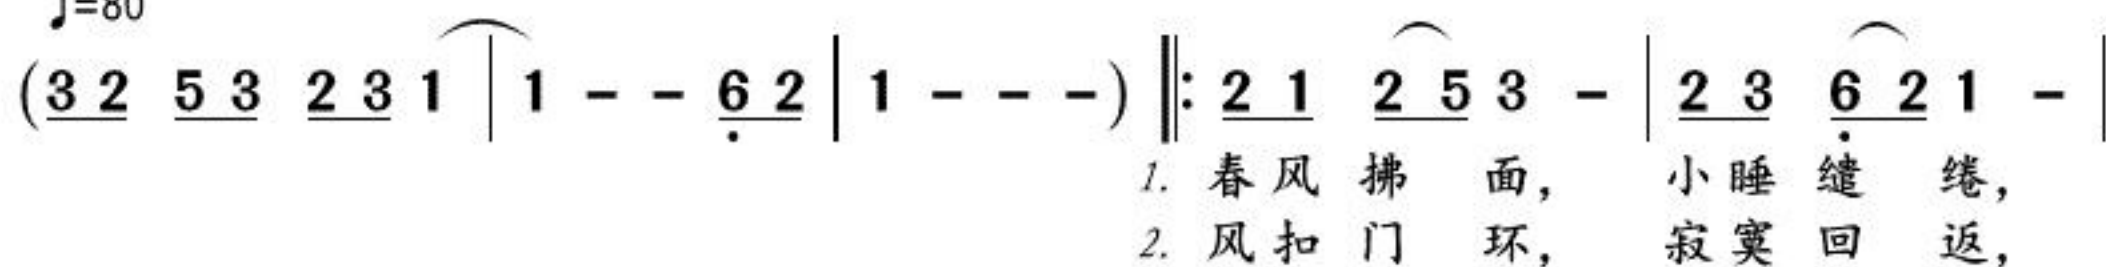 ♩=80
(3 2 5 3 2 3 1 | 1 - - 6 2 | 1 - - -) ‖: 2 1 2 5 3 - | 2 3 6 2 1 - |
1. 春风拂 面， 小睡缱 绻，
2. 风扣门 环， 寂寞回 返，